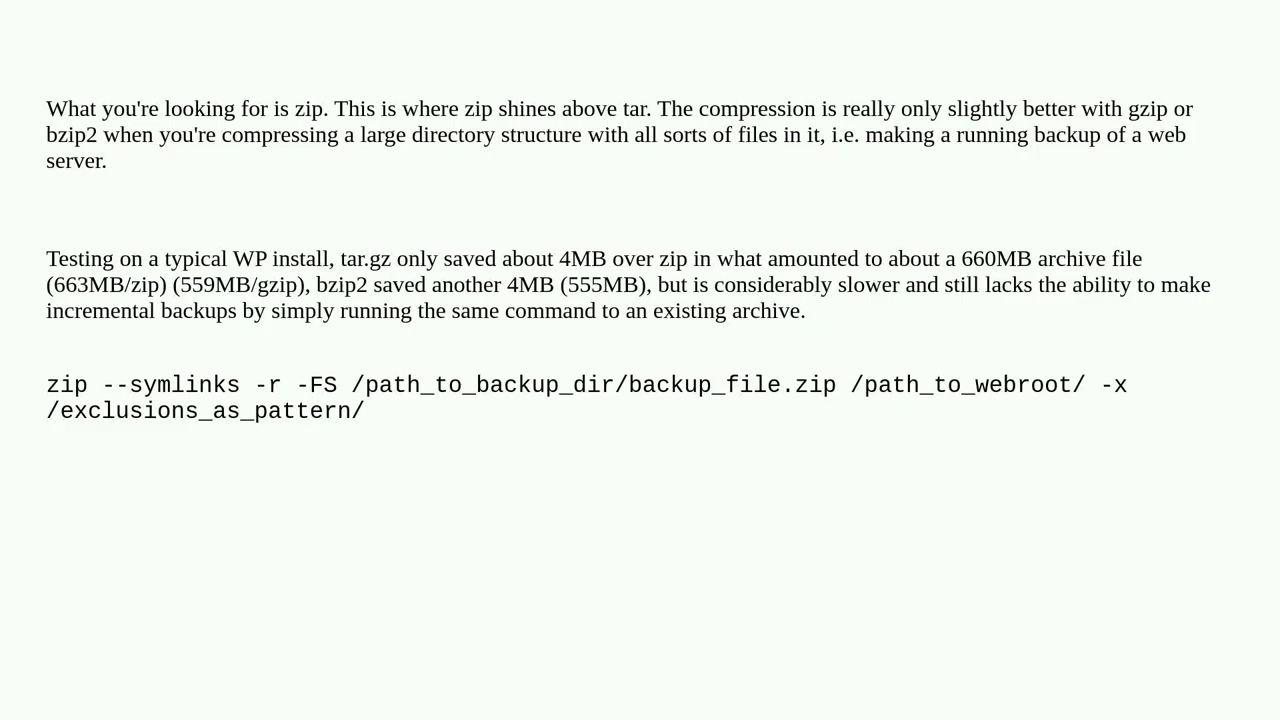 What you're looking for is zip. This is where zip shines above tar. The compression is really only slightly better with gzip or
bzip2 when you're compressing a large directory structure with all sorts of files in it, i.e. making a running backup of a web
server.
Testing on a typical WP install, tar.gz only saved about 4MB over zip in what amounted to about a 660MB archive file
(663MB/zip) (559MB/gzip), bzip2 saved another 4MB (555MB), but is considerably slower and still lacks the ability to make
incremental backups by simply running the same command to an existing archive.
zip --symlinks -r -FS /path_to_backup_dir/backup_file.zip /path_to_webroot/ -x
/exclusions_as_pattern/